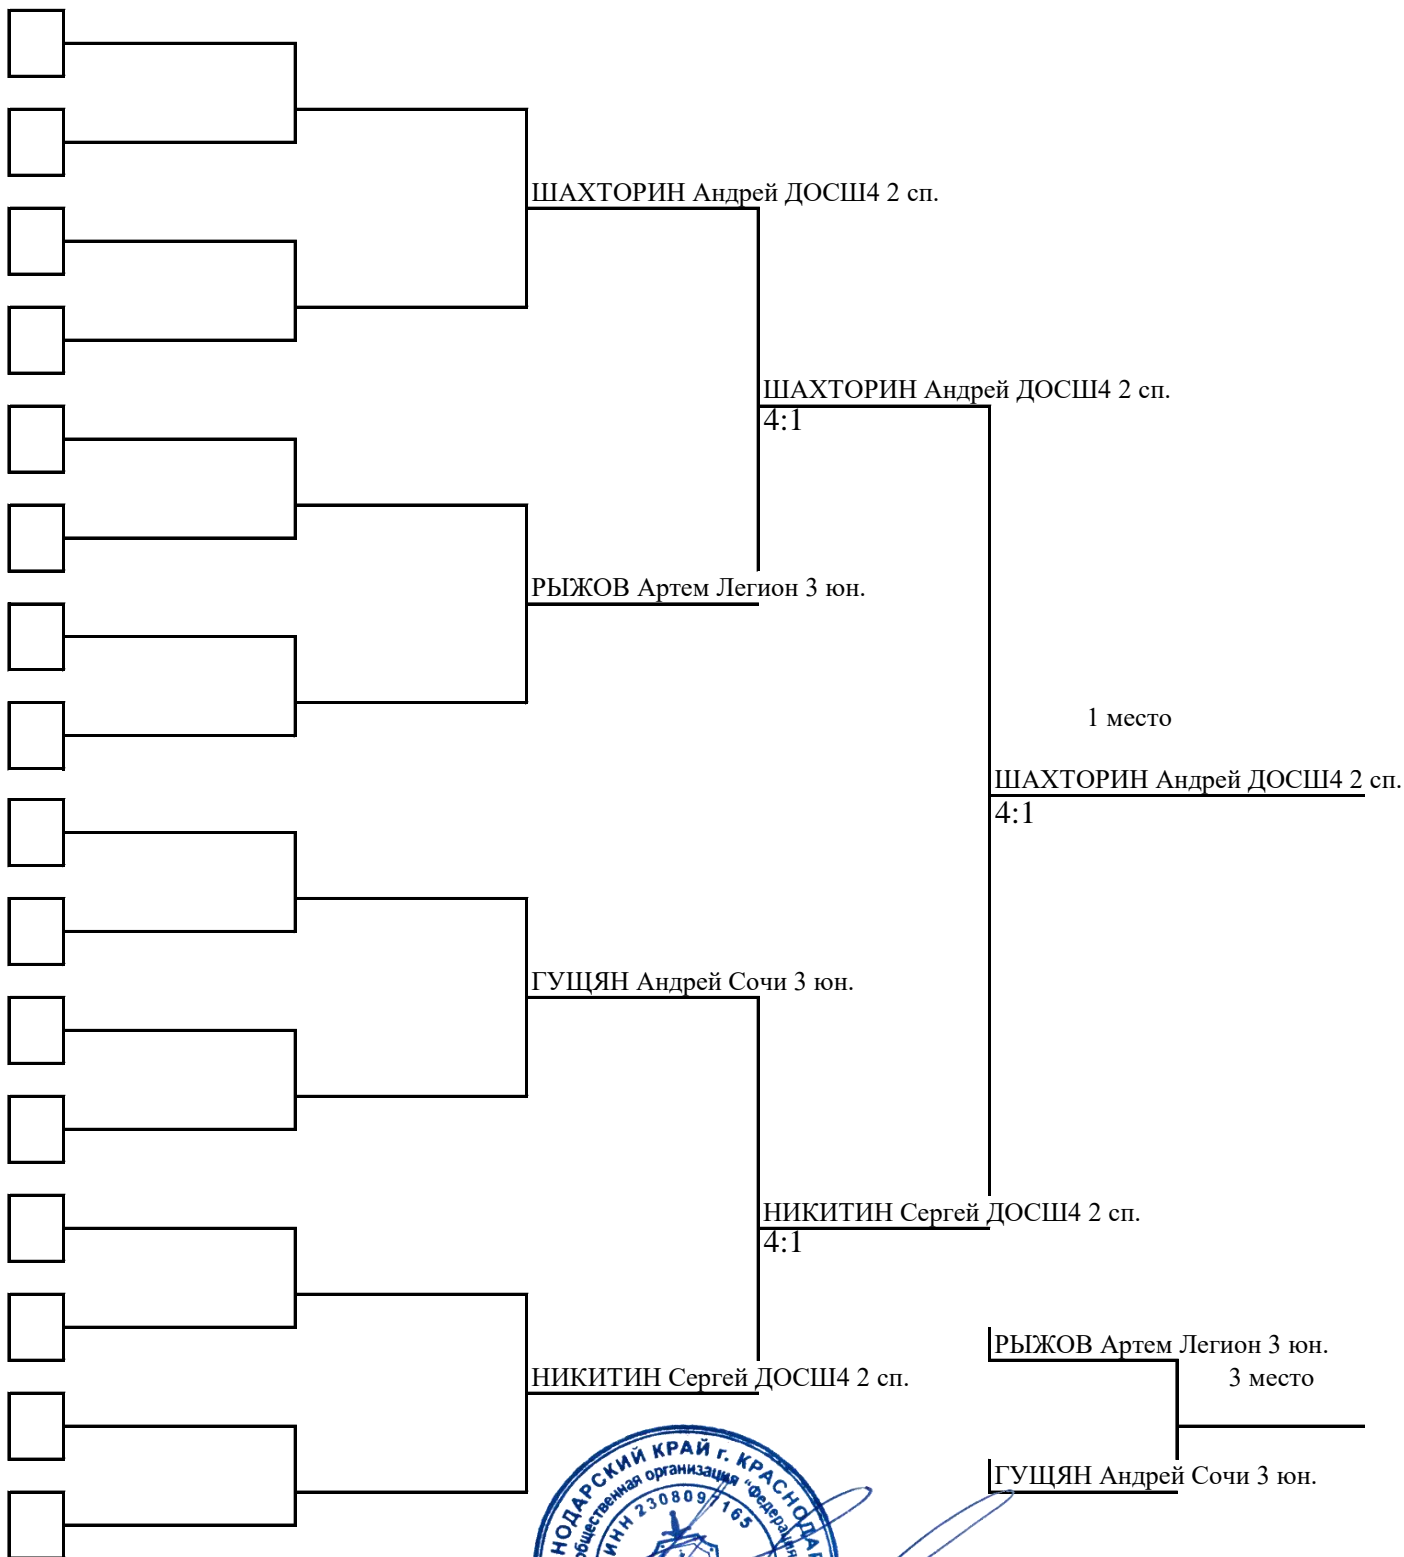 ШАХТОРИН Андрей ДОСШ4 2 сп.
ШАХТОРИН Андрей ДОСШ4 2 сп.
4:1
РЫЖОВ Артем Легион 3 юн.
1 место
ШАХТОРИН Андрей ДОСШ4 2 сп.
4:1
ГУЩЯН Андрей Сочи 3 юн.
НИКИТИН Сергей ДОСШ4 2 сп.
4:1
РЫЖОВ Артем Легион 3 юн.
НИКИТИН Сергей ДОСШ4 2 сп.
3 место
ГУЩЯН Андрей Сочи 3 юн.
КРАЙ г. 
общественная организация "Федерация
ИНН 2308097165